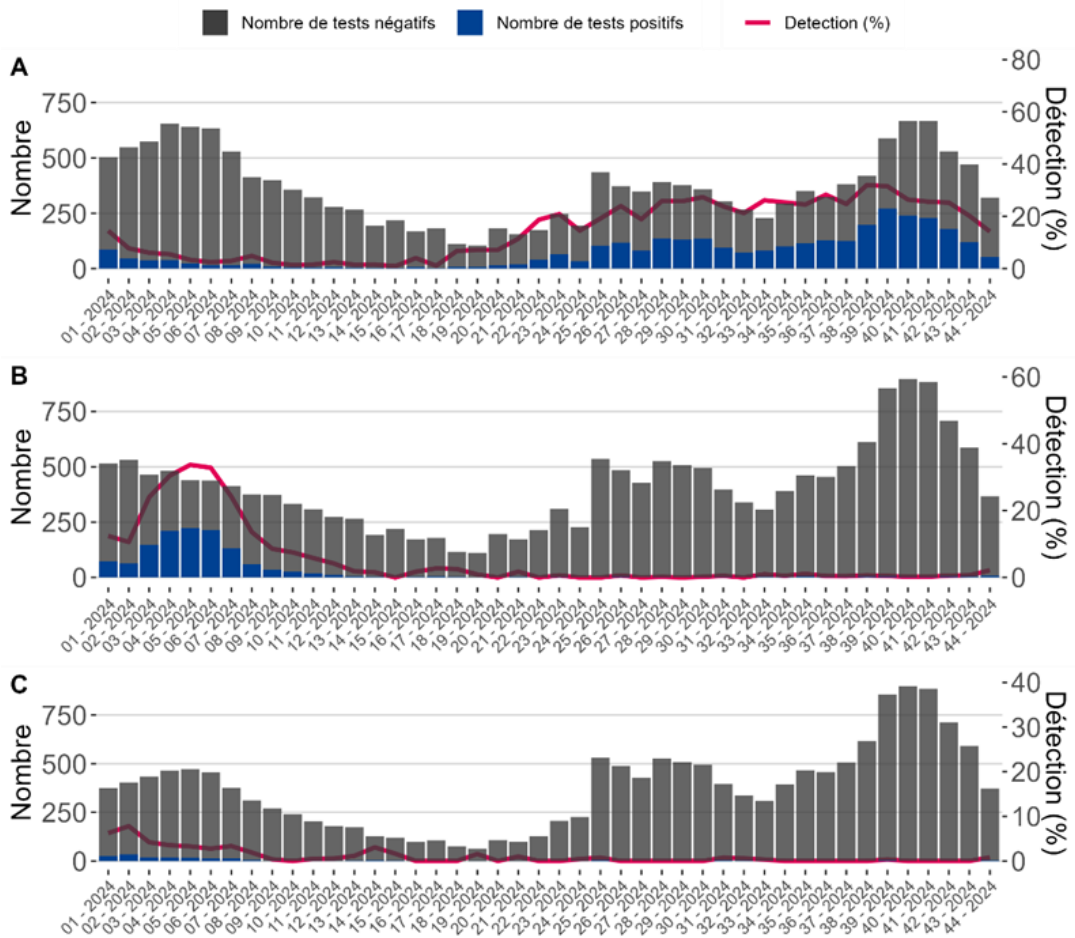 Nombre de tests négatifs Nombre de tests positifs Detection (%)
A
Nombre
750
500
250
0
80
60
40
20
0
Détection (%)
01 - 2024 02 - 2024 03 - 2024 04 - 2024 05 - 2024 06 - 2024 07 - 2024 08 - 2024 09 - 2024 10 - 2024 11 - 2024 12 - 2024 13 - 2024 14 - 2024 15 - 2024 16 - 2024 17 - 2024 18 - 2024 19 - 2024 20 - 2024 21 - 2024 22 - 2024 23 - 2024 24 - 2024 25 - 2024 26 - 2024 27 - 2024 28 - 2024 29 - 2024 30 - 2024 31 - 2024 32 - 2024 33 - 2024 34 - 2024 35 - 2024 36 - 2024 37 - 2024 38 - 2024 39 - 2024 40 - 2024 41 - 2024 42 - 2024 43 - 2024 44 - 2024
B
Nombre
750
500
250
0
60
40
20
0
Détection (%)
01 - 2024 02 - 2024 03 - 2024 04 - 2024 05 - 2024 06 - 2024 07 - 2024 08 - 2024 09 - 2024 10 - 2024 11 - 2024 12 - 2024 13 - 2024 14 - 2024 15 - 2024 16 - 2024 17 - 2024 18 - 2024 19 - 2024 20 - 2024 21 - 2024 22 - 2024 23 - 2024 24 - 2024 25 - 2024 26 - 2024 27 - 2024 28 - 2024 29 - 2024 30 - 2024 31 - 2024 32 - 2024 33 - 2024 34 - 2024 35 - 2024 36 - 2024 37 - 2024 38 - 2024 39 - 2024 40 - 2024 41 - 2024 42 - 2024 43 - 2024 44 - 2024
C
Nombre
750
500
250
0
40
30
20
10
0
Détection (%)
01 - 2024 02 - 2024 03 - 2024 04 - 2024 05 - 2024 06 - 2024 07 - 2024 08 - 2024 09 - 2024 10 - 2024 11 - 2024 12 - 2024 13 - 2024 14 - 2024 15 - 2024 16 - 2024 17 - 2024 18 - 2024 19 - 2024 20 - 2024 21 - 2024 22 - 2024 23 - 2024 24 - 2024 25 - 2024 26 - 2024 27 - 2024 28 - 2024 29 - 2024 30 - 2024 31 - 2024 32 - 2024 33 - 2024 34 - 2024 35 - 2024 36 - 2024 37 - 2024 38 - 2024 39 - 2024 40 - 2024 41 - 2024 42 - 2024 43 - 2024 44 - 2024